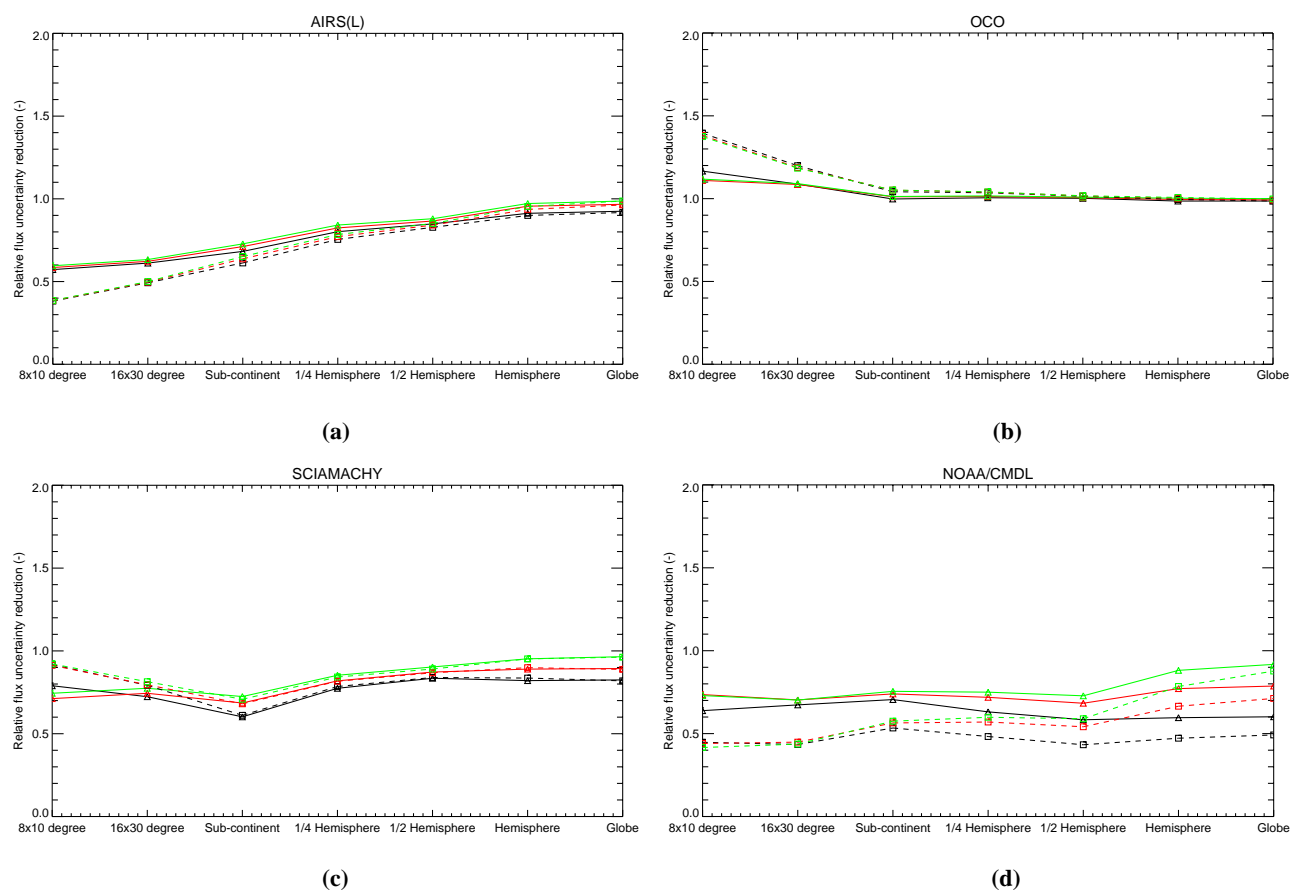 AIRS(L)
2.0
1.5
1.0
0.5
0.0
Relative flux uncertainty reduction (-)
8x10 degree 16x30 degree Sub-continent 1/4 Hemisphere 1/2 Hemisphere Hemisphere Globe
(a)
OCO
2.0
1.5
1.0
0.5
0.0
Relative flux uncertainty reduction (-)
8x10 degree 16x30 degree Sub-continent 1/4 Hemisphere 1/2 Hemisphere Hemisphere Globe
(b)
SCIAMACHY
2.0
1.5
1.0
0.5
0.0
Relative flux uncertainty reduction (-)
8x10 degree 16x30 degree Sub-continent 1/4 Hemisphere 1/2 Hemisphere Hemisphere Globe
(c)
NOAA/CMDL
2.0
1.5
1.0
0.5
0.0
Relative flux uncertainty reduction (-)
8x10 degree 16x30 degree Sub-continent 1/4 Hemisphere 1/2 Hemisphere Hemisphere Globe
(d)